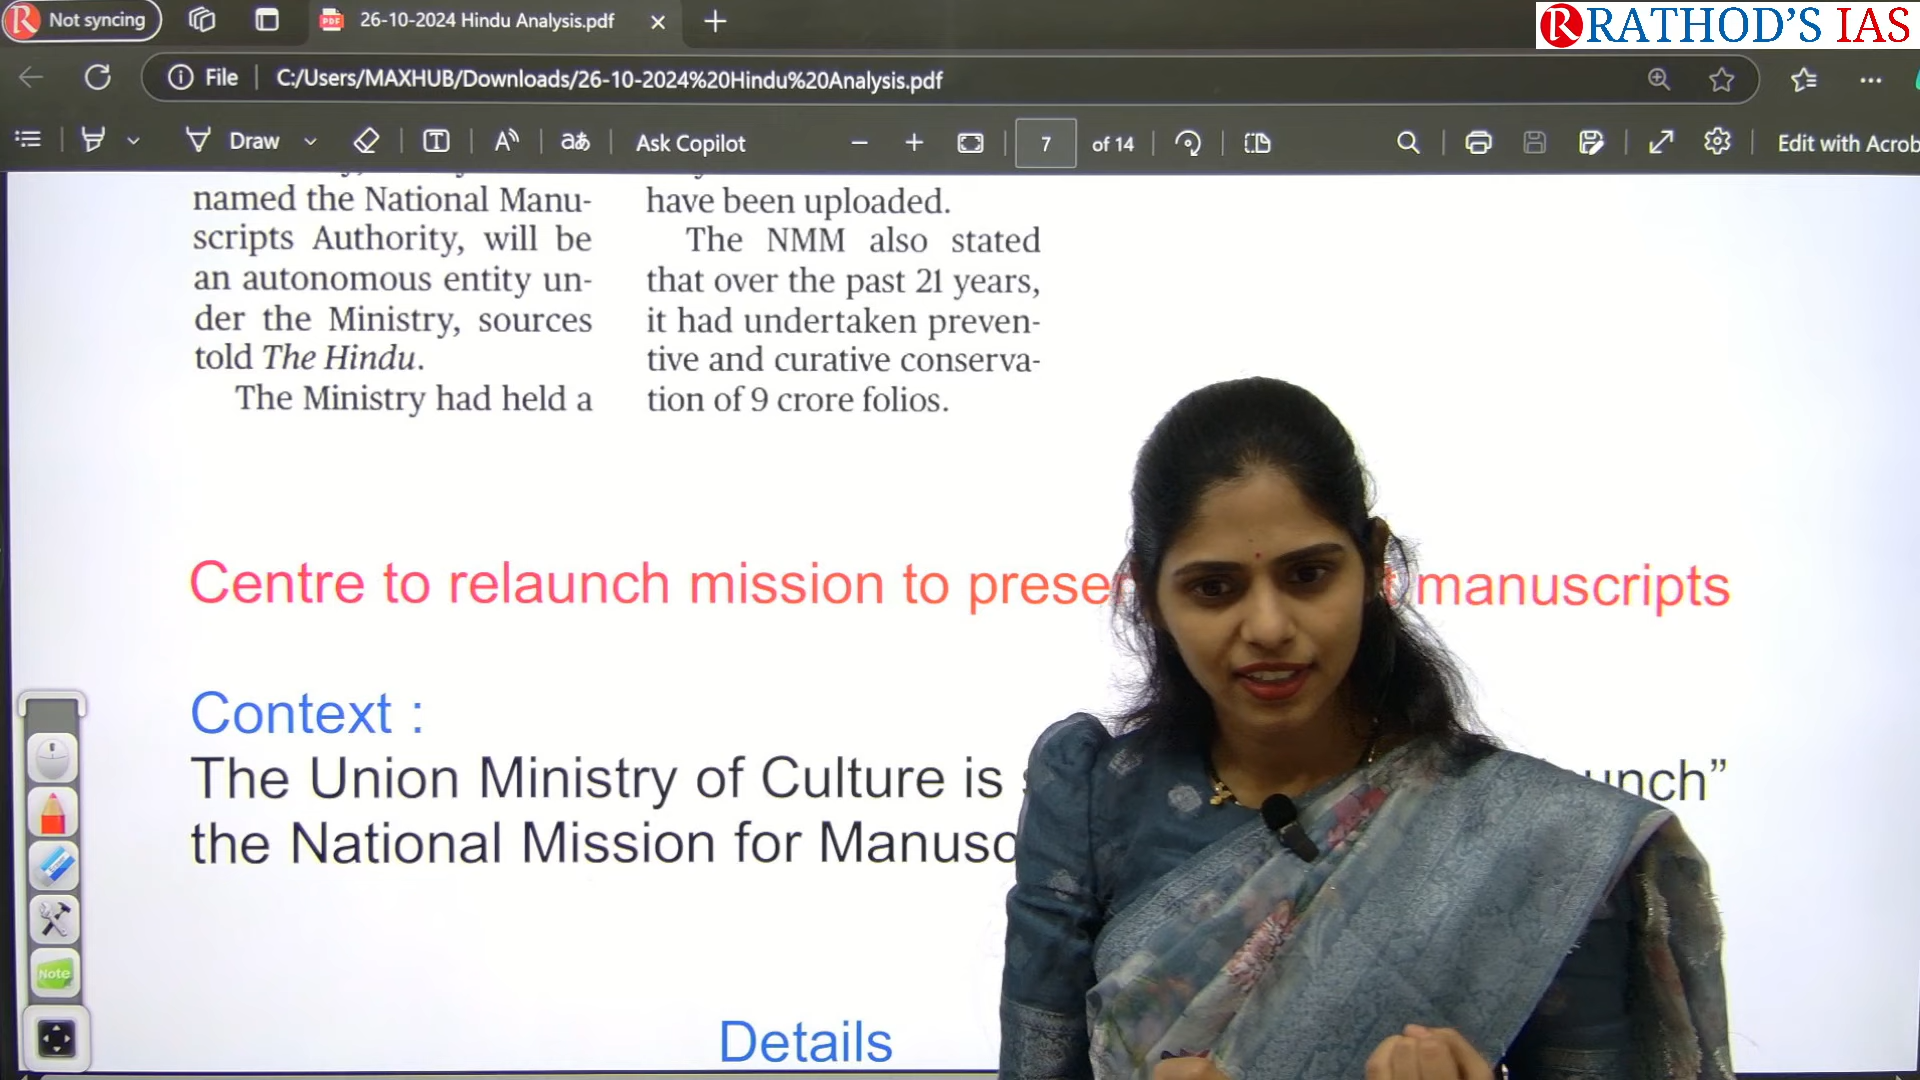 Not syncing
26-10-2024 Hindu Analysis.pdf
RATHOD'S IAS
File
C:/Users/MAXHUB/Downloads/26-10-2024%20Hindu%20Analysis.pdf
Draw
Ask Copilot
7 of 14
Edit with Acrob
named the National Manu-
scripts Authority, will be
an autonomous entity un-
der the Ministry, sources
told The Hindu.
The Ministry had held a
have been uploaded.
The NMM also stated
that over the past 21 years,
it had undertaken preven-
tive and curative conserva-
tion of 9 crore folios.
Centre to relaunch mission to prese manuscripts
Context :
The Union Ministry of Culture is unch”
the National Mission for Manusc
Details
Note